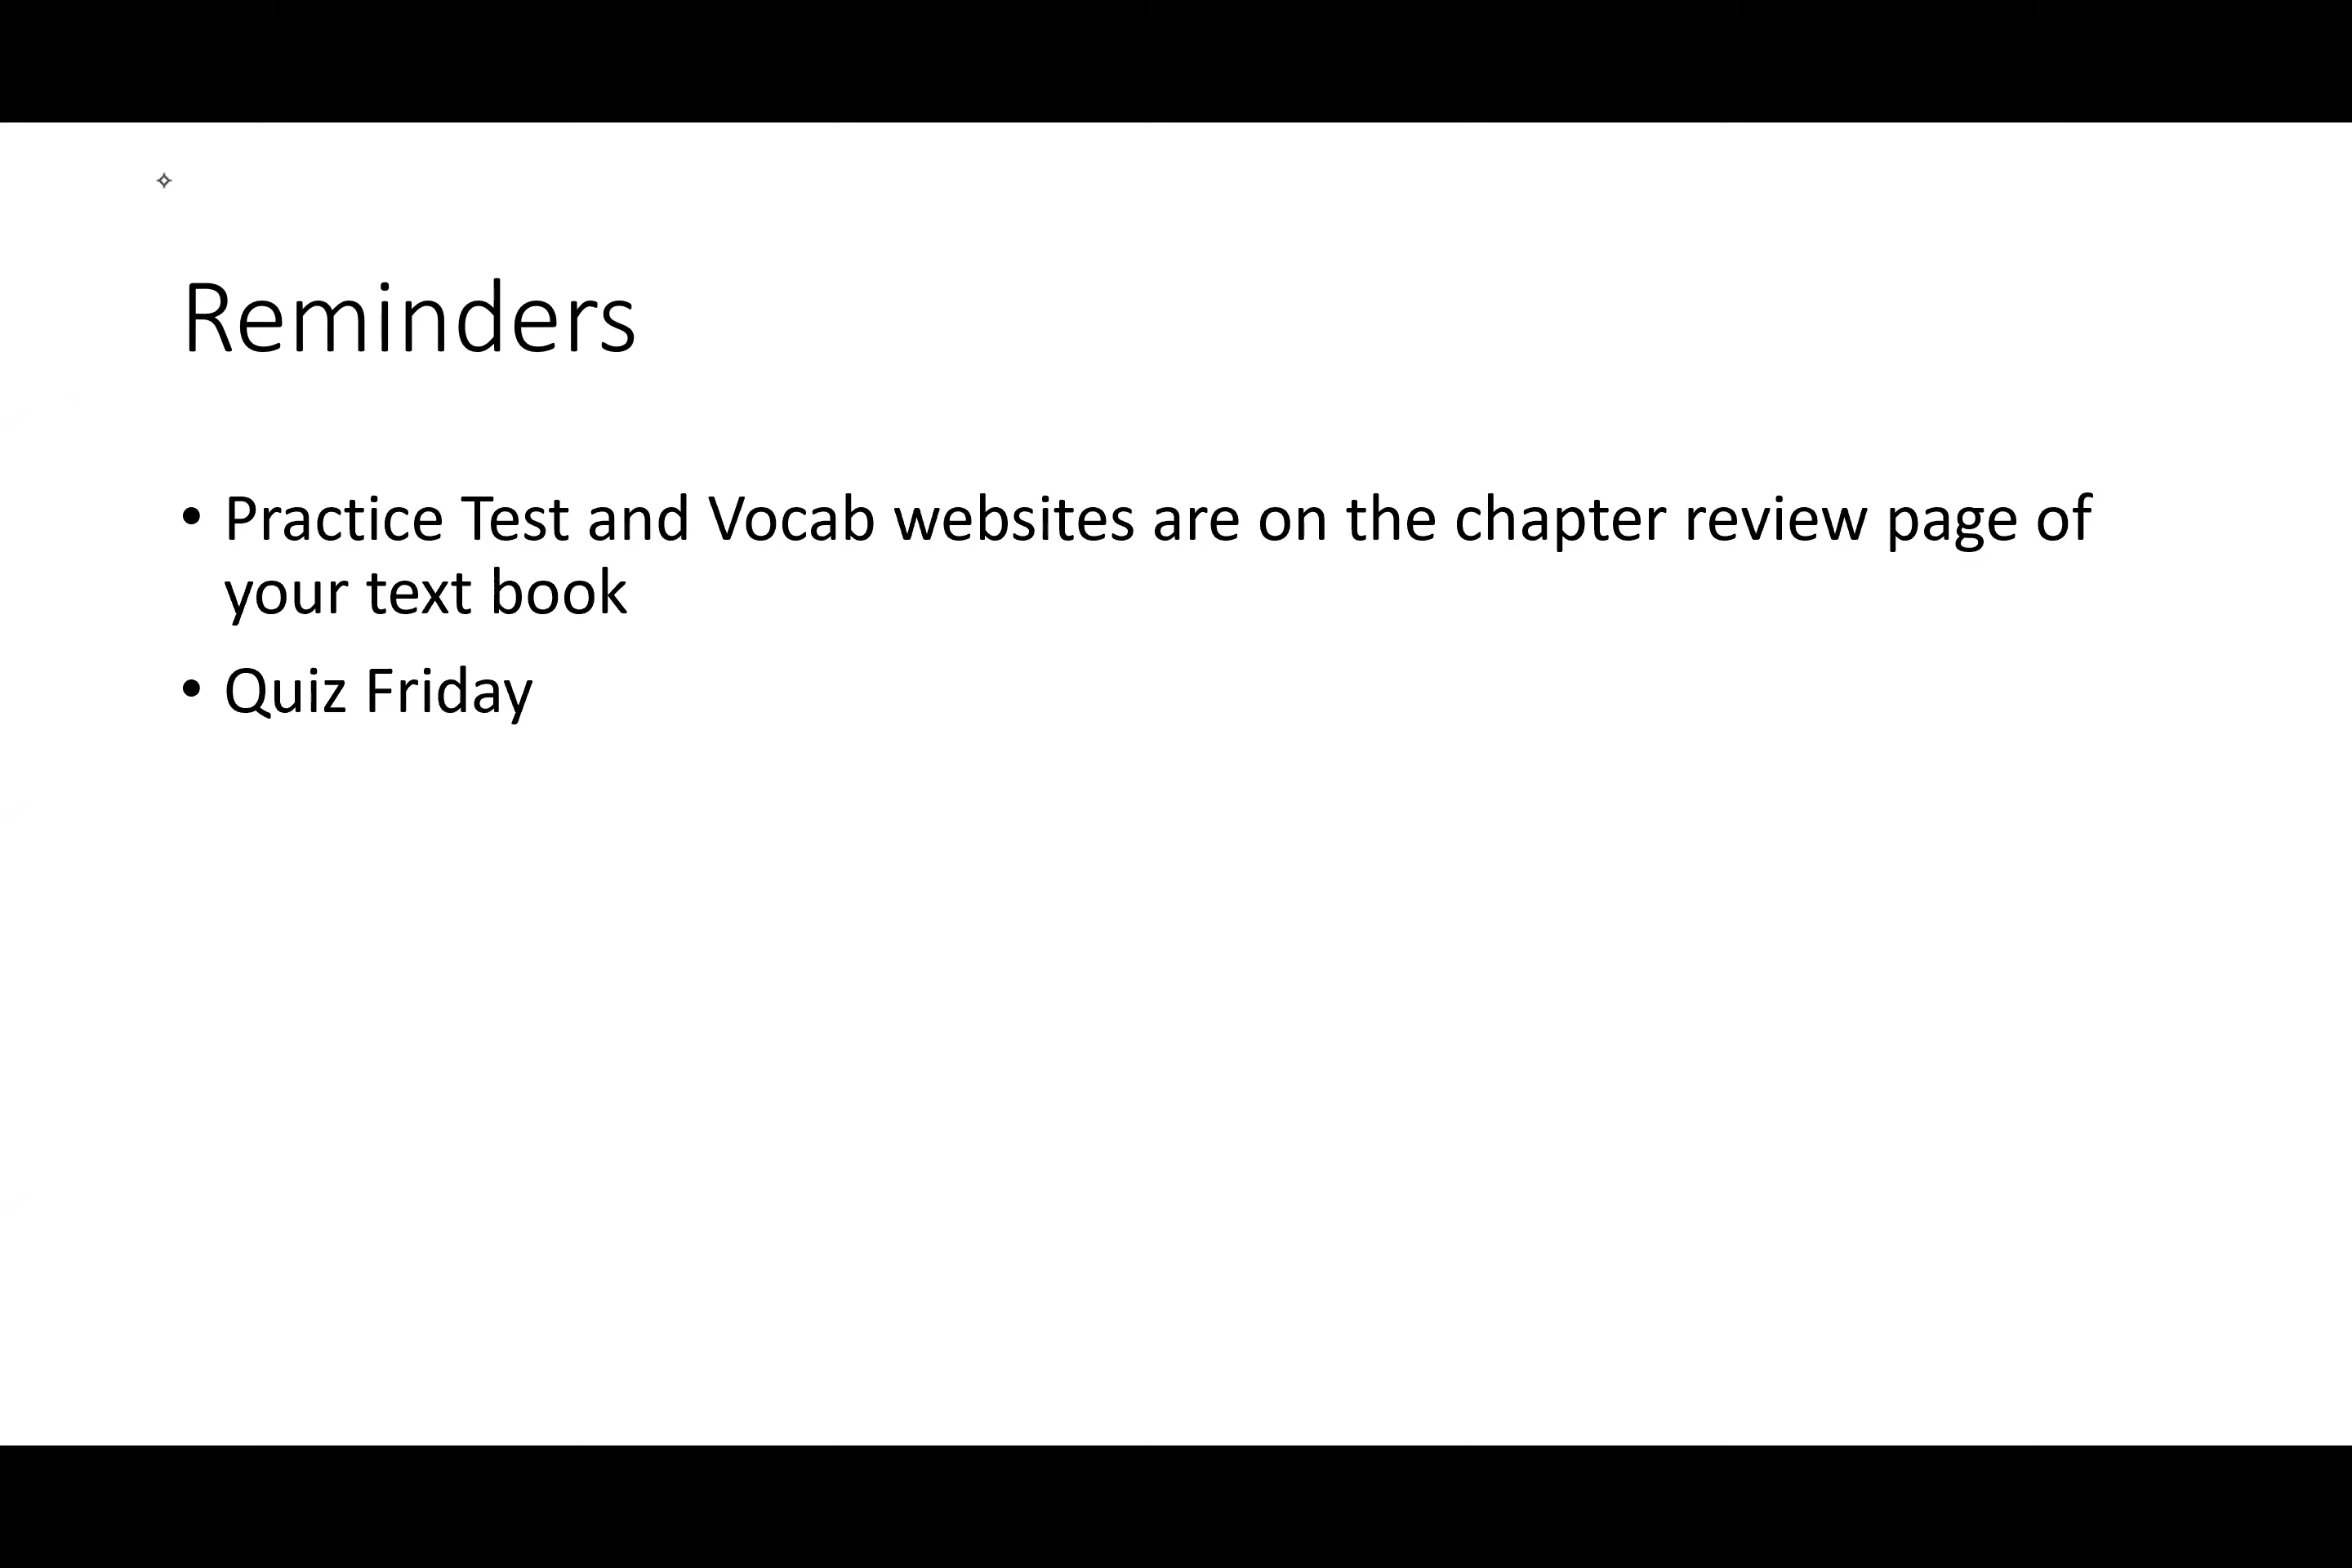 Reminders
• Practice Test and Vocab websites are on the chapter review page of
your text book
• Quiz Friday